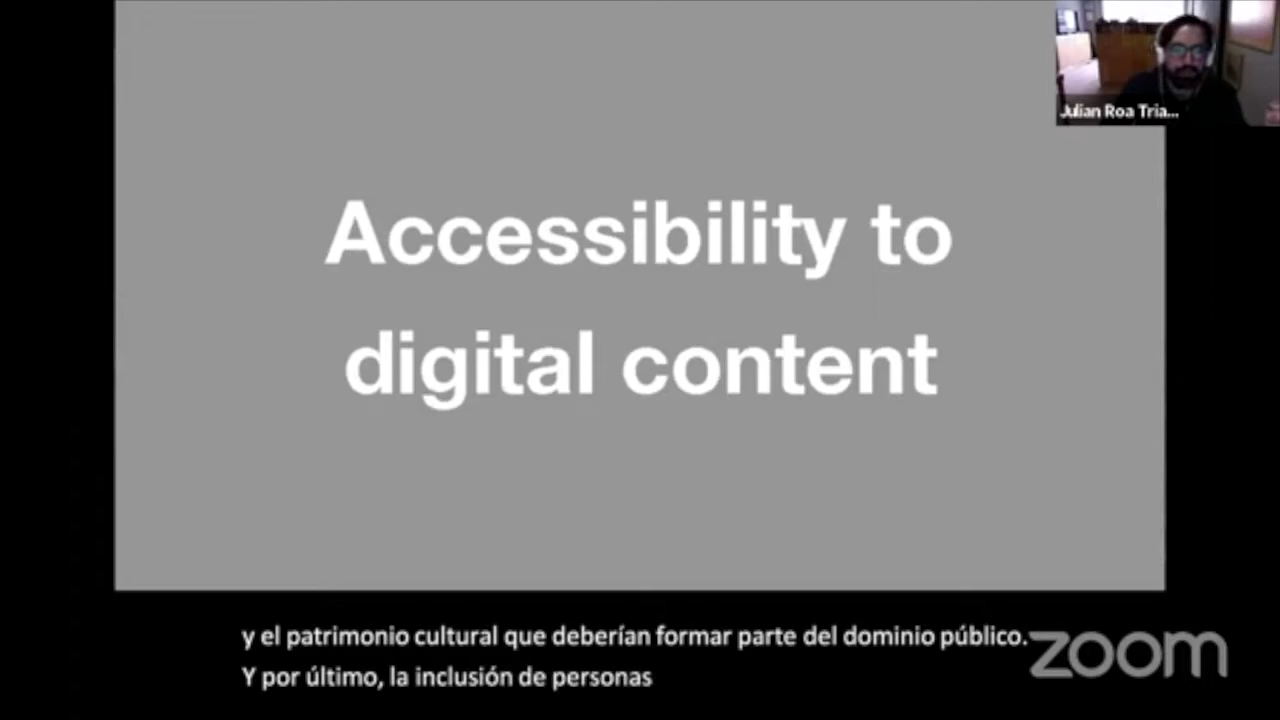 Julian Roa Tria...
Accessibility to
digital content
y el patrimonio cultural que deberían formar parte del dominio público.
Y por último, la inclusión de personas
zoom